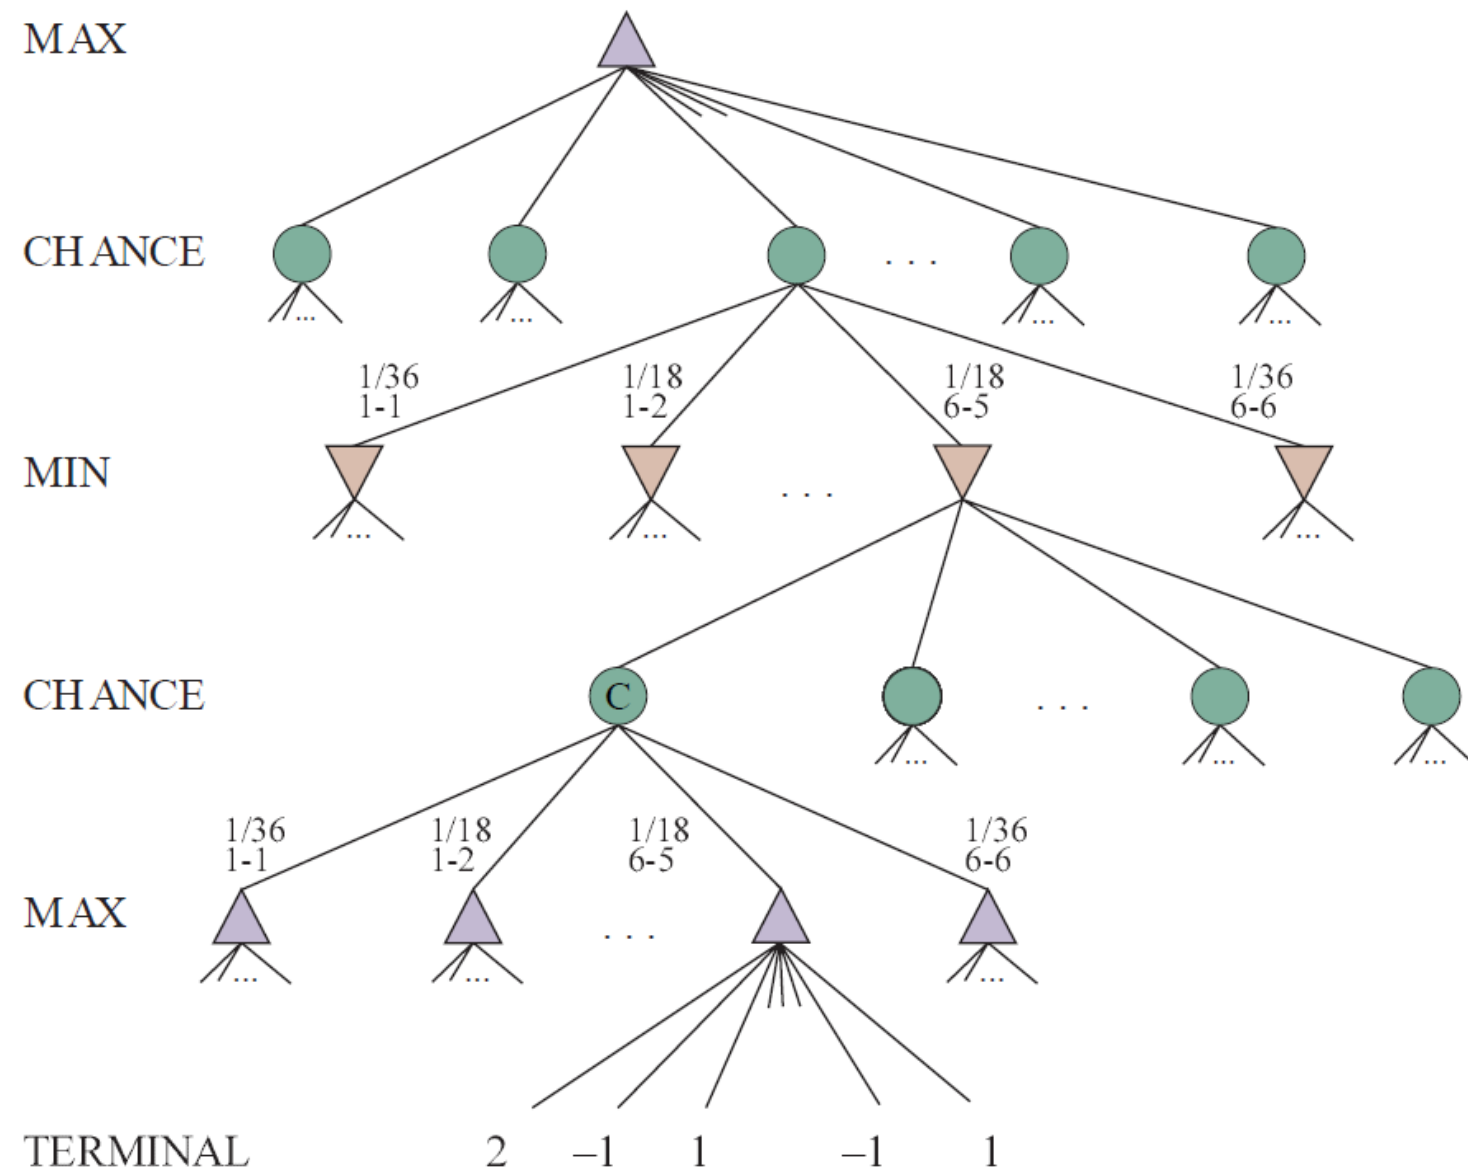 MAX
CHANCE
. . .
... ... ... ...
1/36 1/18 1/18 1/36
1-1 1-2 6-5 6-6
MIN
. . .
... ... ...
CHANCE
C
. . .
... ... ...
1/36 1/18 1/18 1/36
1-1 1-2 6-5 6-6
MAX
. . .
... ... ...
TERMINAL 2 –1 1 –1 1